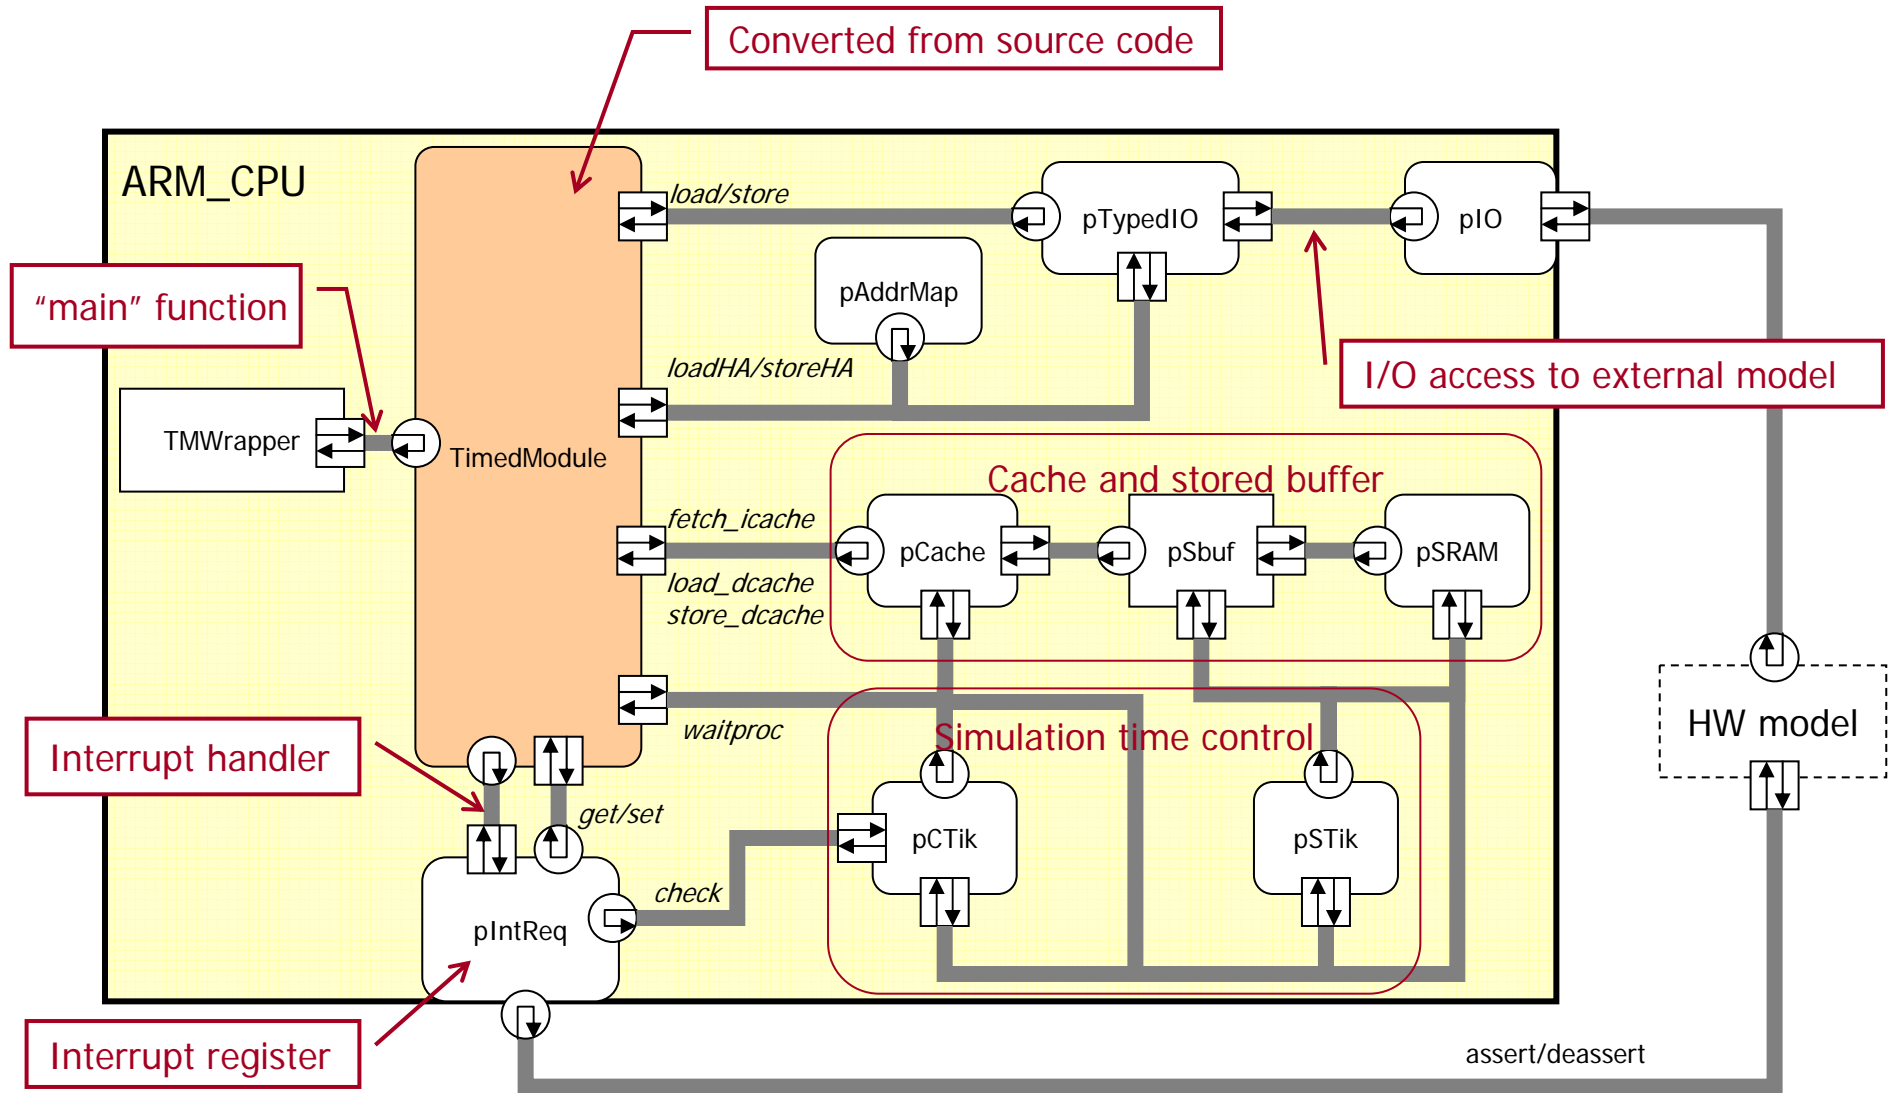 Converted from source code
ARM_CPU
load/store
pTypedIO
pIO
pAddrMap
“main” function
loadHA/storeHA
I/O access to external model
TMWrapper
TimedModule
Cache and stored buffer
fetch_icache
pCache
pSbuf
pSRAM
load_dcache
store_dcache
waitproc
Simulation time control
HW model
Interrupt handler
get/set
pCTik
pSTik
check
pIntReq
Interrupt register
assert/deassert